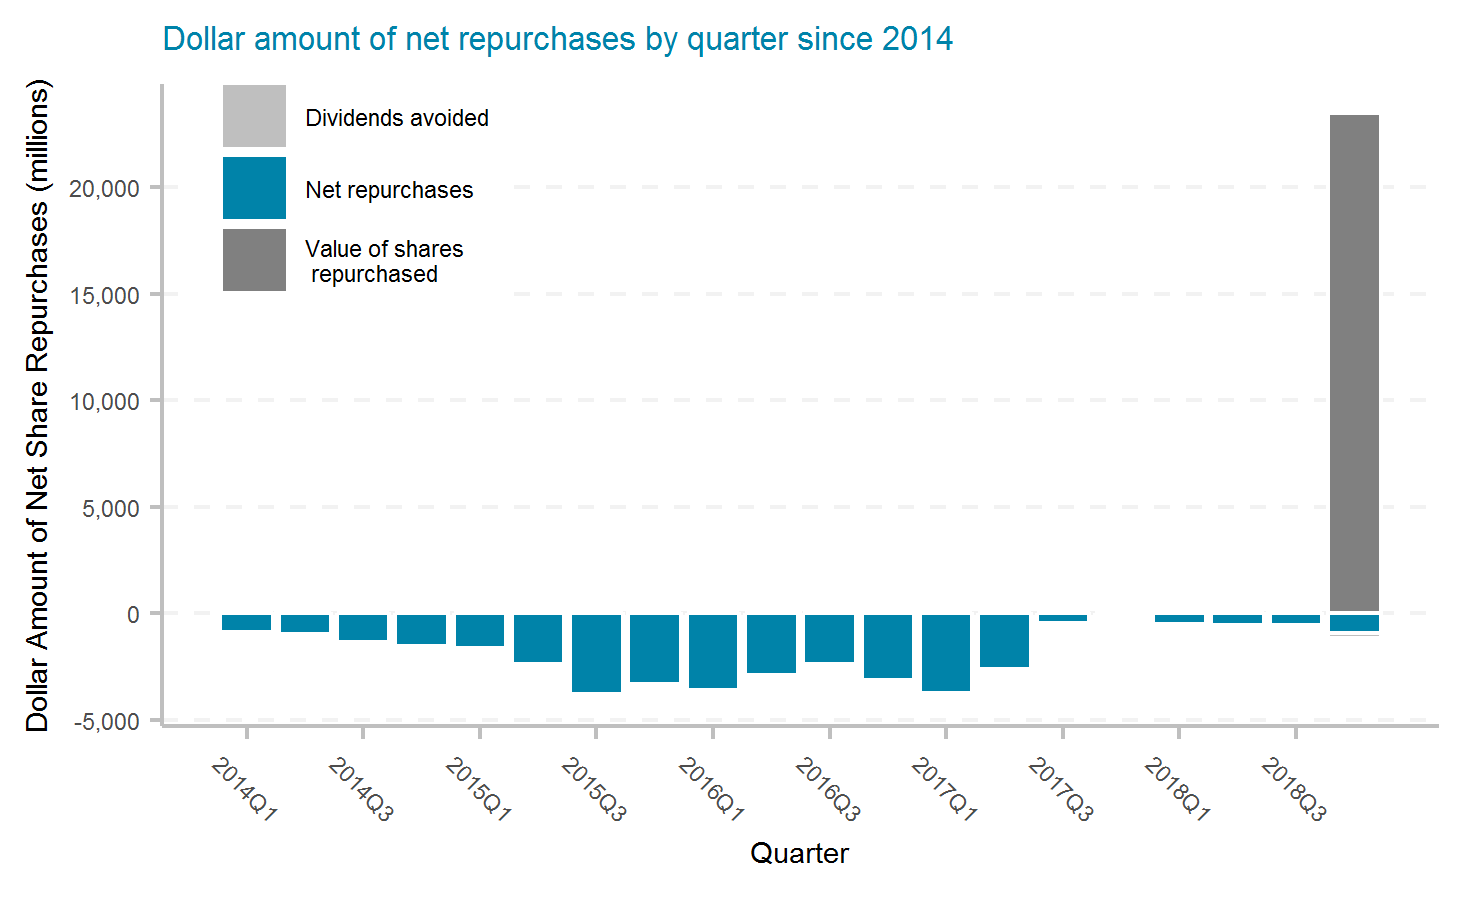 Dollar amount of net repurchases by quarter since 2014
Dollar Amount of Net Share Repurchases (millions)
Dividends avoided
Net repurchases
Value of shares
repurchased
20,000
15,000
10,000
5,000
0
-5,000
2014Q1
2014Q3
2015Q1
2015Q3
2016Q1
2016Q3
2017Q1
2017Q3
2018Q1
2018Q3
Quarter